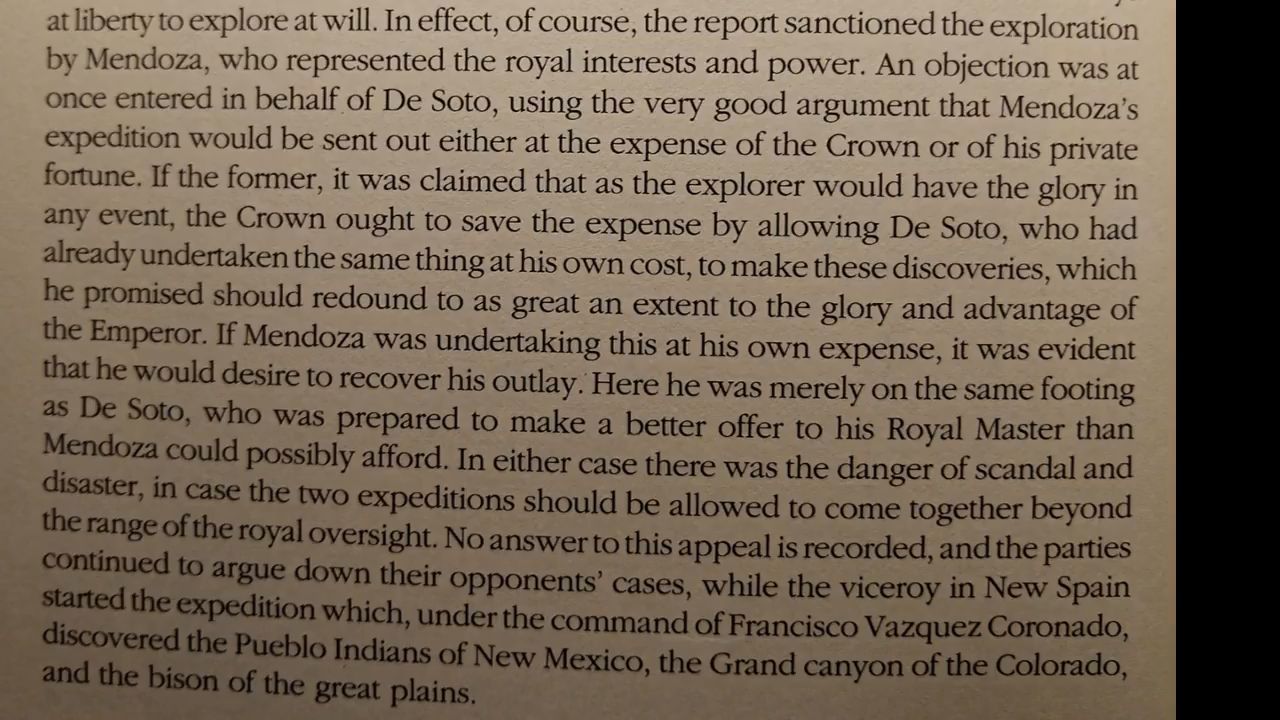 at liberty to explore at will. In effect, of course, the report sanctioned the exploration
by Mendoza, who represented the royal interests and power. An objection was at
once entered in behalf of De Soto, using the very good argument that Mendoza's
expedition would be sent out either at the expense of the Crown or of his private
fortune. If the former, it was claimed that as the explorer would have the glory in
any event, the Crown ought to save the expense by allowing De Soto, who had
already undertaken the same thing at his own cost, to make these discoveries, which
he promised should redound to as great an extent to the glory and advantage of
the Emperor. If Mendoza was undertaking this at his own expense, it was evident
that he would desire to recover his outlay. Here he was merely on the same footing
as De Soto, who was prepared to make a better offer to his Royal Master than
Mendoza could possibly afford. In either case there was the danger of scandal and
disaster, in case the two expeditions should be allowed to come together beyond
the range of the royal oversight. No answer to this appeal is recorded, and the parties
continued to argue down their opponents' cases, while the viceroy in New Spain
started the expedition which, under the command of Francisco Vazquez Coronado,
discovered the Pueblo Indians of New Mexico, the Grand canyon of the Colorado,
and the bison of the great plains.